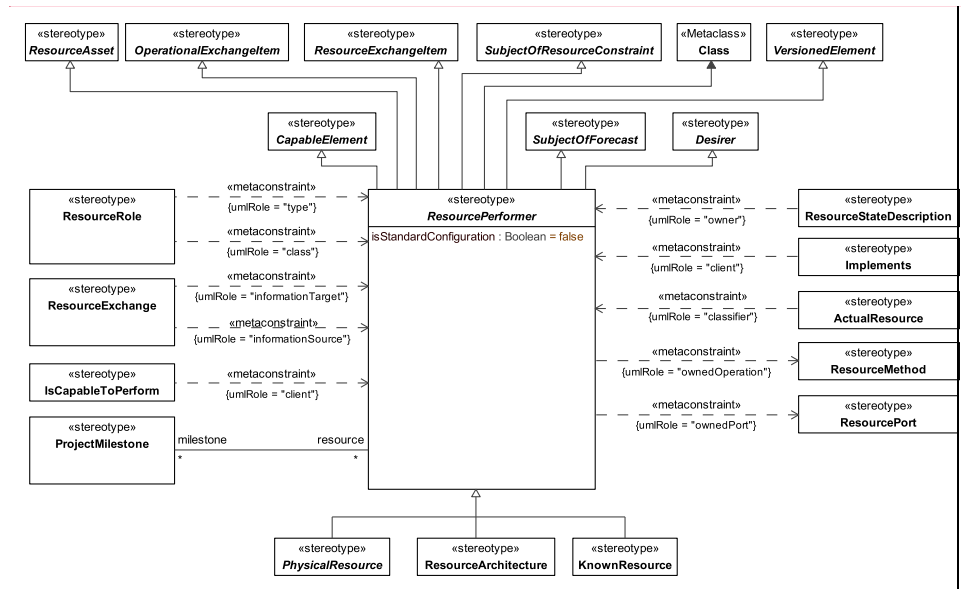 «stereotype»
ResourceAsset
«stereotype»
OperationalExchangeItem
«stereotype»
ResourceExchangeItem
«stereotype»
SubjectOfResourceConstraint
«Metaclass»
Class
«stereotype»
VersionedElement
«stereotype»
CapableElement
«stereotype»
SubjectOfForecast
«stereotype»
Desirer
«stereotype»
ResourceRole
«metaconstraint»
{umlRole = "type"}
«metaconstraint»
{umlRole = "class"}
«stereotype»
ResourceExchange
«metaconstraint»
{umlRole = "informationTarget"}
«metaconstraint»
{umlRole = "informationSource"}
«stereotype»
IsCapableToPerform
«metaconstraint»
{umlRole = "client"}
«stereotype»
ProjectMilestone
milestone
resource
*
*
«stereotype»
ResourcePerformer
isStandardConfiguration : Boolean = false
«metaconstraint»
{umlRole = "owner"}
«stereotype»
ResourceStateDescription
«metaconstraint»
{umlRole = "client"}
«stereotype»
Implements
«metaconstraint»
{umlRole = "classifier"}
«stereotype»
ActualResource
«metaconstraint»
{umlRole = "ownedOperation"}
«stereotype»
ResourceMethod
«metaconstraint»
{umlRole = "ownedPort"}
«stereotype»
ResourcePort
«stereotype»
PhysicalResource
«stereotype»
ResourceArchitecture
«stereotype»
KnownResource